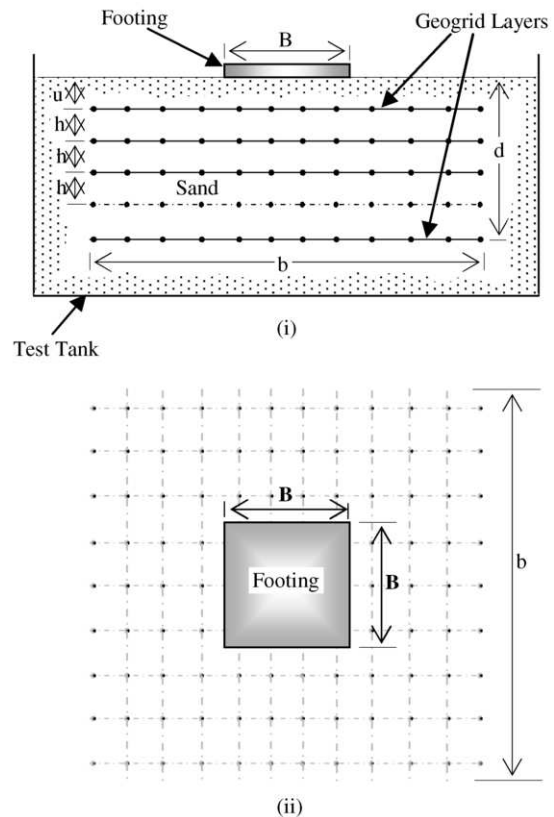 Footing
Geogrid Layers
B
u
h
h
h
d
Sand
b
(i)
Test Tank
B
Footing
B
b
(ii)